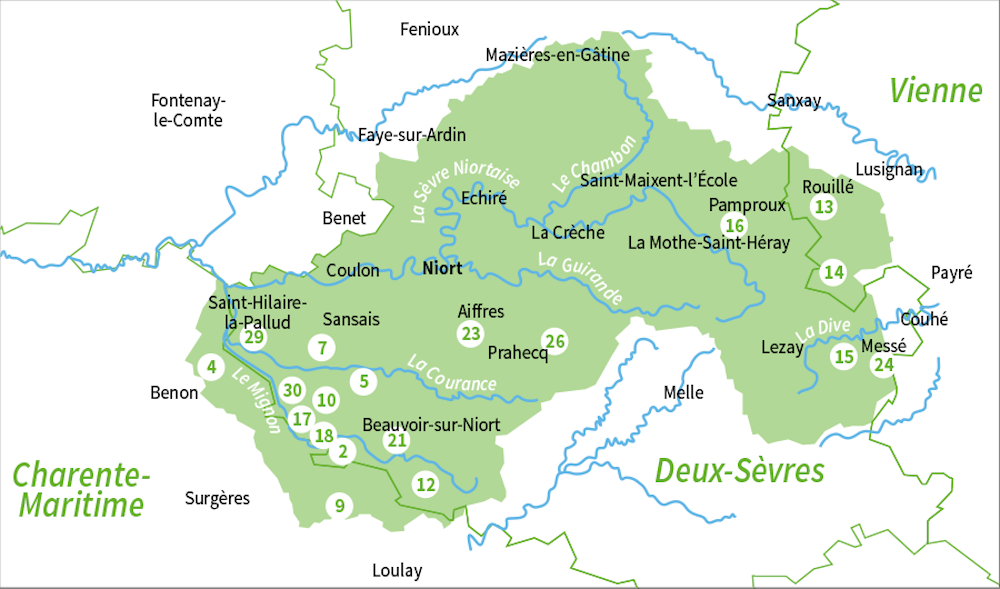 Fenioux
Mazières-en-Gâtine
Vienne
Fontenay-
le-Comte
Sanxay
Faye-sur-Ardin
Le Chambon
La Sèvre Niortaise
Lusignan
Saint-Maixent-l'École
Rouillé
13
Echiré
Pamproux
16
Benet
La Crèche
La Mothe-Saint-Héray
Coulon
Niort
La Guirande
14
Payré
Saint-Hilaire-
la-Pallud
29
Sansais
7
Aiffres
23
Prahecq
26
La Dive
Couhé
Lezay
15
Messé
24
4
Benon
Le Mignon
La Courance
5
30
10
17
18
2
Melle
Beauvoir-sur-Niort
21
12
9
Charente-
Maritime
Deux-Sèvres
Surgères
Loulay